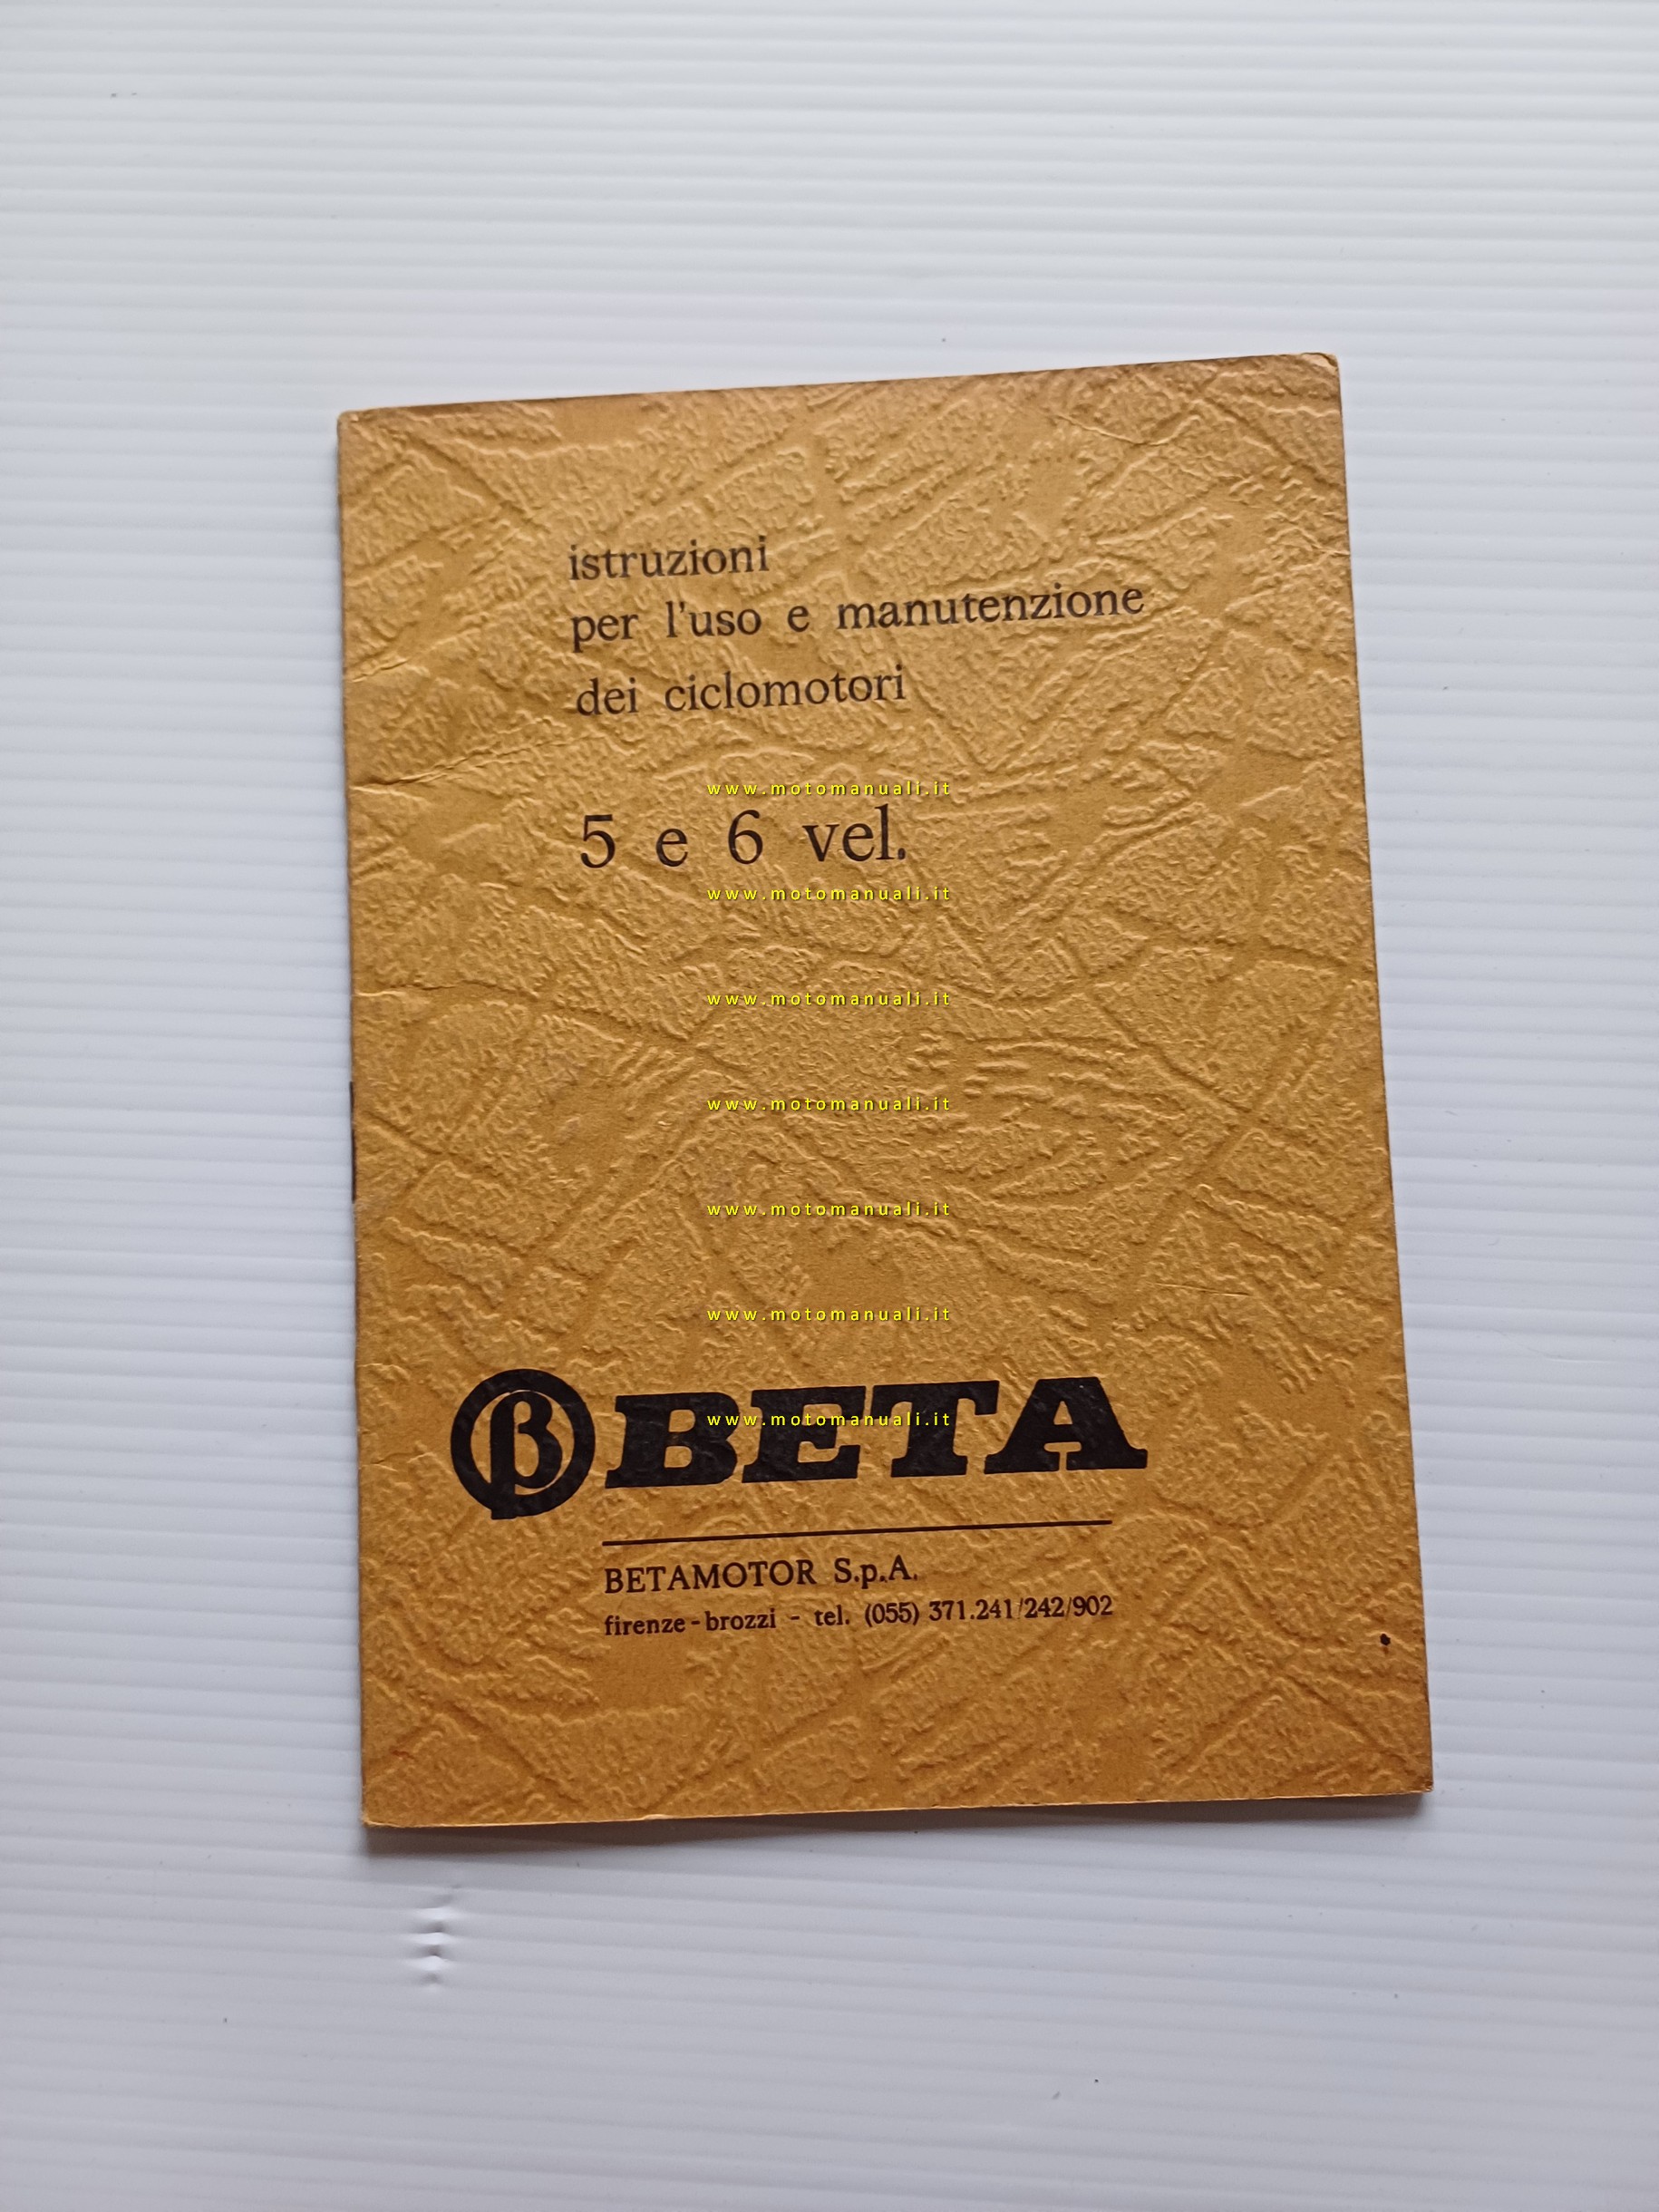 istruzioni
per l'uso e manutenzione
dei ciclomotori
www.motomanuali.it
5 e 6 vel.
www.motomanuali.it
www.motomanuali.it
www.motomanuali.it
www.motomanuali.it
www.motomanuali.it
β BETA
www.motomanuali.it
BETAMOTOR S.p.A.
firenze-brozzi - tel. (055) 371.241/242/902